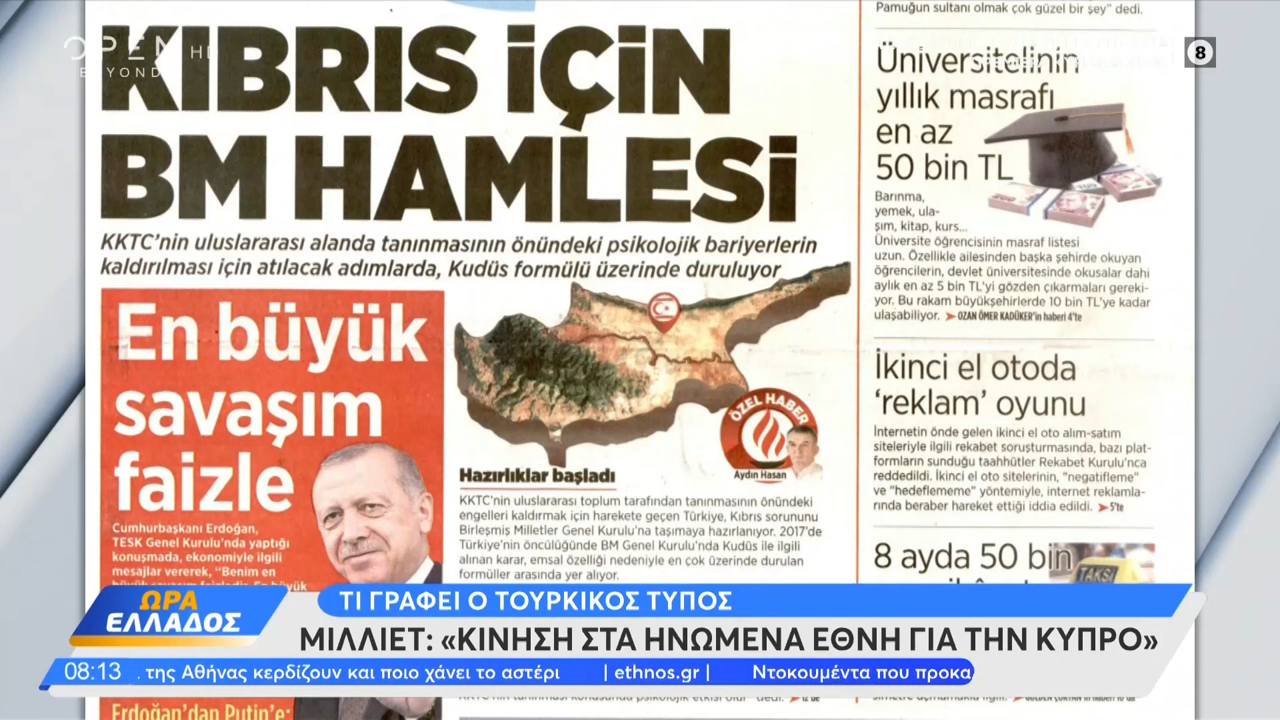 OPEN
BEYOND
8
KIBRIS İÇİN
BM HAMLESİ
KKTC'nin uluslararası alanda tanınmasının önündeki psikolojik bariyerlerin
kaldırılması için atılacak adımlarda, Kudüs formülü üzerinde duruluyor
En büyük
savaşım
faizle
Cumhurbaşkanı Erdoğan,
TESK Genel Kurulu'nda yaptığı
konuşmada, ekonomiyle ilgili
mesajlar vererek, "Benim en
ÖZEL HABER
Aydın Hasan
Hazırlıklar başladı
KKTC'nin uluslararası toplum tarafından tanınmasının önündeki
engelleri kaldırmak için harekete geçen Türkiye, Kıbrıs sorununu
Birleşmiş Milletler Genel Kurulu'na taşımaya hazırlanıyor. 2017'de
Türkiye'nin öncülüğünde BM Genel Kurulu'nda Kudüs ile ilgili
alınan karar, emsal özelliği nedeniyle en çok üzerinde durulan
formüller arasında yer alıyor.
Pamuğun sultanı olmak çok güzel bir şey" dedi.
Üniversitelinin
yıllık masrafı
en az
50 bin TL
Barınma,
yemek, ula-
şım, kitap, kurs...
Üniversite öğrencisinin masraf listesi
uzun. Özellikle ailesinden başka şehirde okuyan
öğrencilerin, devlet üniversitesinde okusalar dahi
aylık en az 5 bin TL'yi gözden çıkarmaları gereki-
yor. Bu rakam büyükşehirlerde 10 bin TL'ye kadar
ulaşabiliyor. ➤ OZAN ÖMER KADÜKER'in haberi 4'te
İkinci el otoda
'reklam' oyunu
İnternetin önde gelen ikinci el oto alım-satım
siteleriyle ilgili rekabet soruşturmasında, bazı plat-
formların sunduğu taahhütler Rekabet Kurulu'nca
reddedildi. İkinci el oto sitelerinin, "negatifleme"
ve "hedeflememe" yöntemiyle, internet reklamla-
rında beraber hareket ettiği iddia edildi. ➤5'te
8 ayda 50 bin
TAKSİ
ΩΡΑ
ΕΛΛΑΔΟΣ
ΤΙ ΓΡΑΦΕΙ Ο ΤΟΥΡΚΙΚΟΣ ΤΥΠΟΣ
ΜΙΛΛΙΕΤ: «ΚΙΝΗΣΗ ΣΤΑ ΗΝΩΜΕΝΑ ΕΘΝΗ ΓΙΑ ΤΗΝ ΚΥΠΡΟ»
08:13 . της Αθήνας κερδίζουν και ποιο χάνει το αστέρι | ethnos.gr | Ντοκουμέντα που προκα
Erdoğan'dan Putin'e: